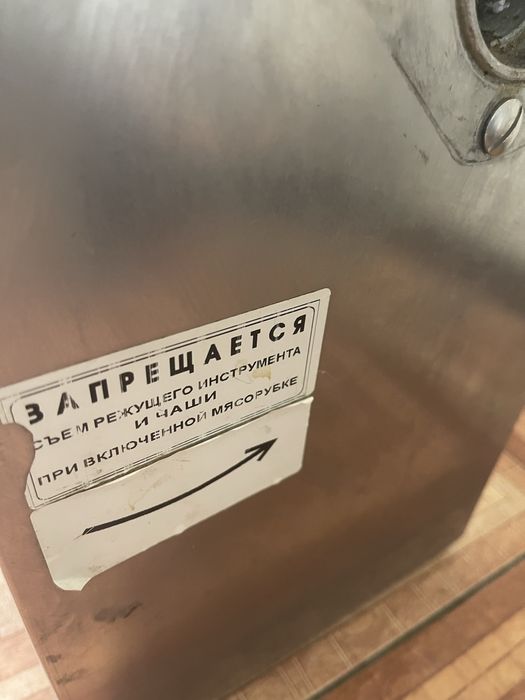 ЗАПРЕЩАЕТСЯ
СЪЕМ РЕЖУЩЕГО ИНСТРУМЕНТА
И ЧАШИ
ПРИ ВКЛЮЧЕННОЙ МЯСОРУБКЕ